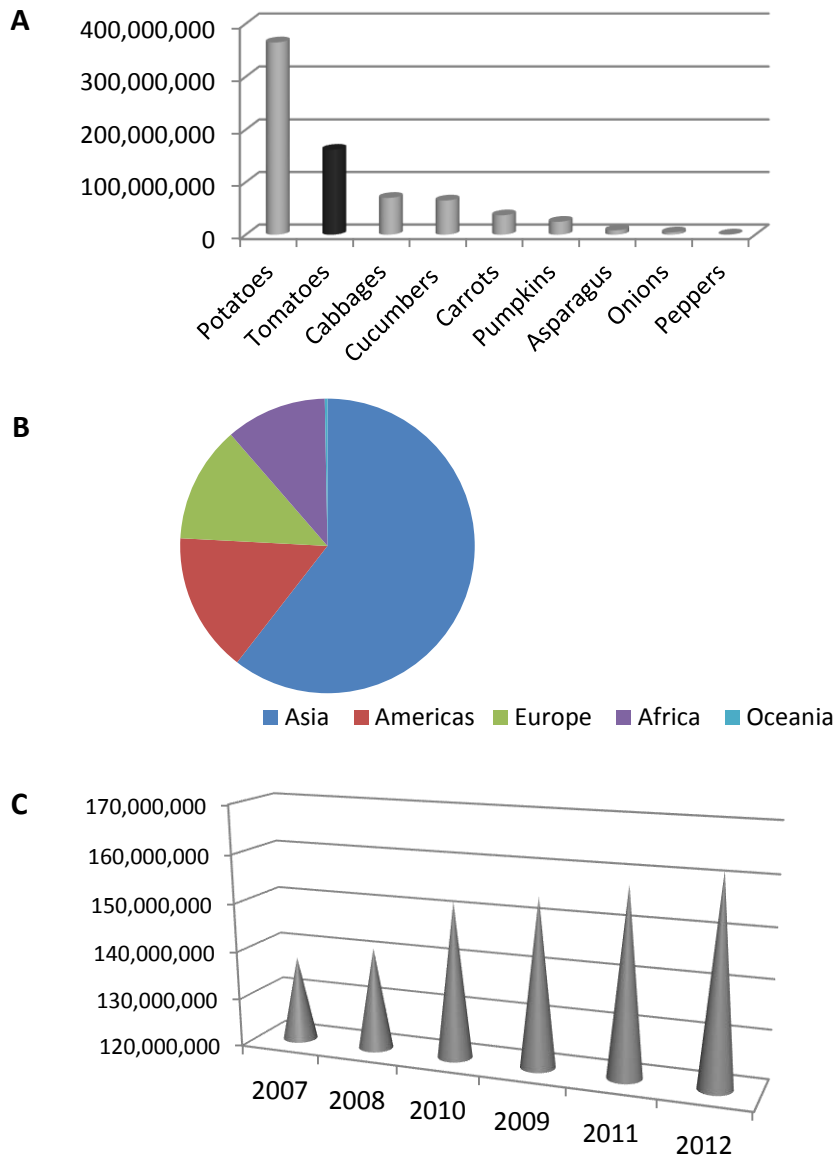 A
400,000,000
300,000,000
200,000,000
100,000,000
0
Potatoes
Tomatoes
Cabbages
Cucumbers
Carrots
Pumpkins
Asparagus
Onions
Peppers
B
Asia Americas Europe Africa Oceania
C
170,000,000
160,000,000
150,000,000
140,000,000
130,000,000
120,000,000
2007
2008
2010
2009
2011
2012